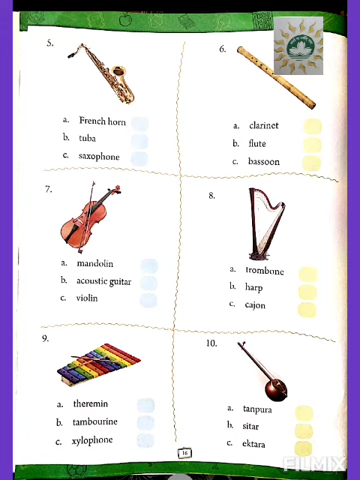 5.
a. French horn
b. tuba
c. saxophone
6.
a. clarinet
b. flute
c. bassoon
7.
a. mandolin
b. acoustic guitar
c. violin
8.
a. trombone
b. harp
c. cajon
9.
a. theremin
b. tambourine
c. xylophone
10.
a. tanpura
b. sitar
c. ektara
16
FILMIX